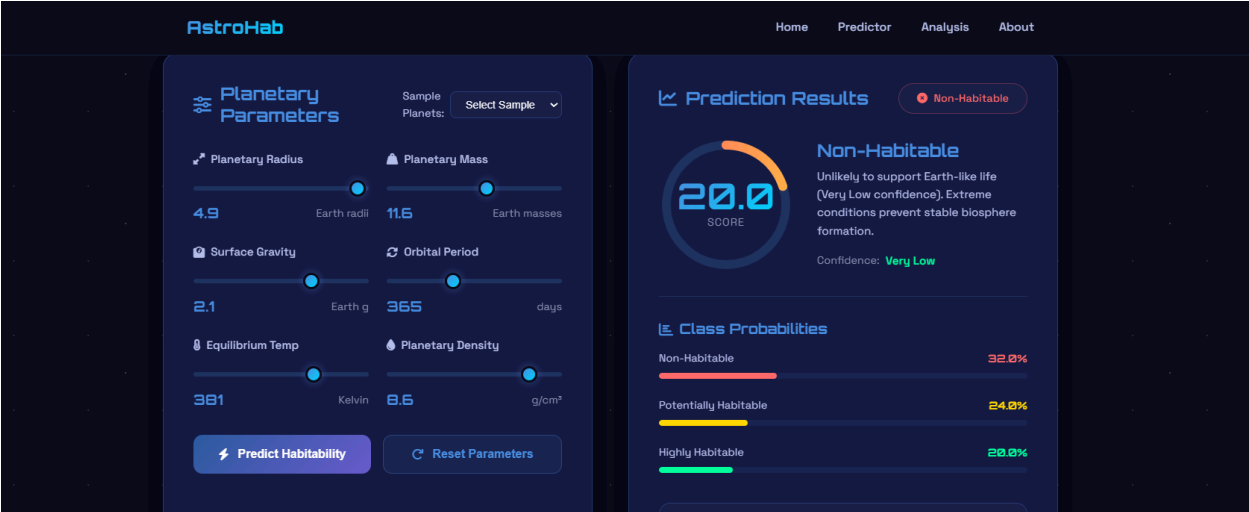 AstroHab
Home Predictor Analysis About
Planetary
Parameters
Sample
Planets:
Select Sample
Planetary Radius
4.9 Earth radii
Planetary Mass
11.6 Earth masses
Surface Gravity
2.1 Earth g
Orbital Period
365 days
Equilibrium Temp
381 Kelvin
Planetary Density
8.6 g/cm³
Predict Habitability
Reset Parameters
Prediction Results
Non-Habitable
20.0
SCORE
Non-Habitable
Unlikely to support Earth-like life
(Very Low confidence). Extreme
conditions prevent stable biosphere
formation.
Confidence: Very Low
Class Probabilities
Non-Habitable 32.0%
Potentially Habitable 24.0%
Highly Habitable 20.0%